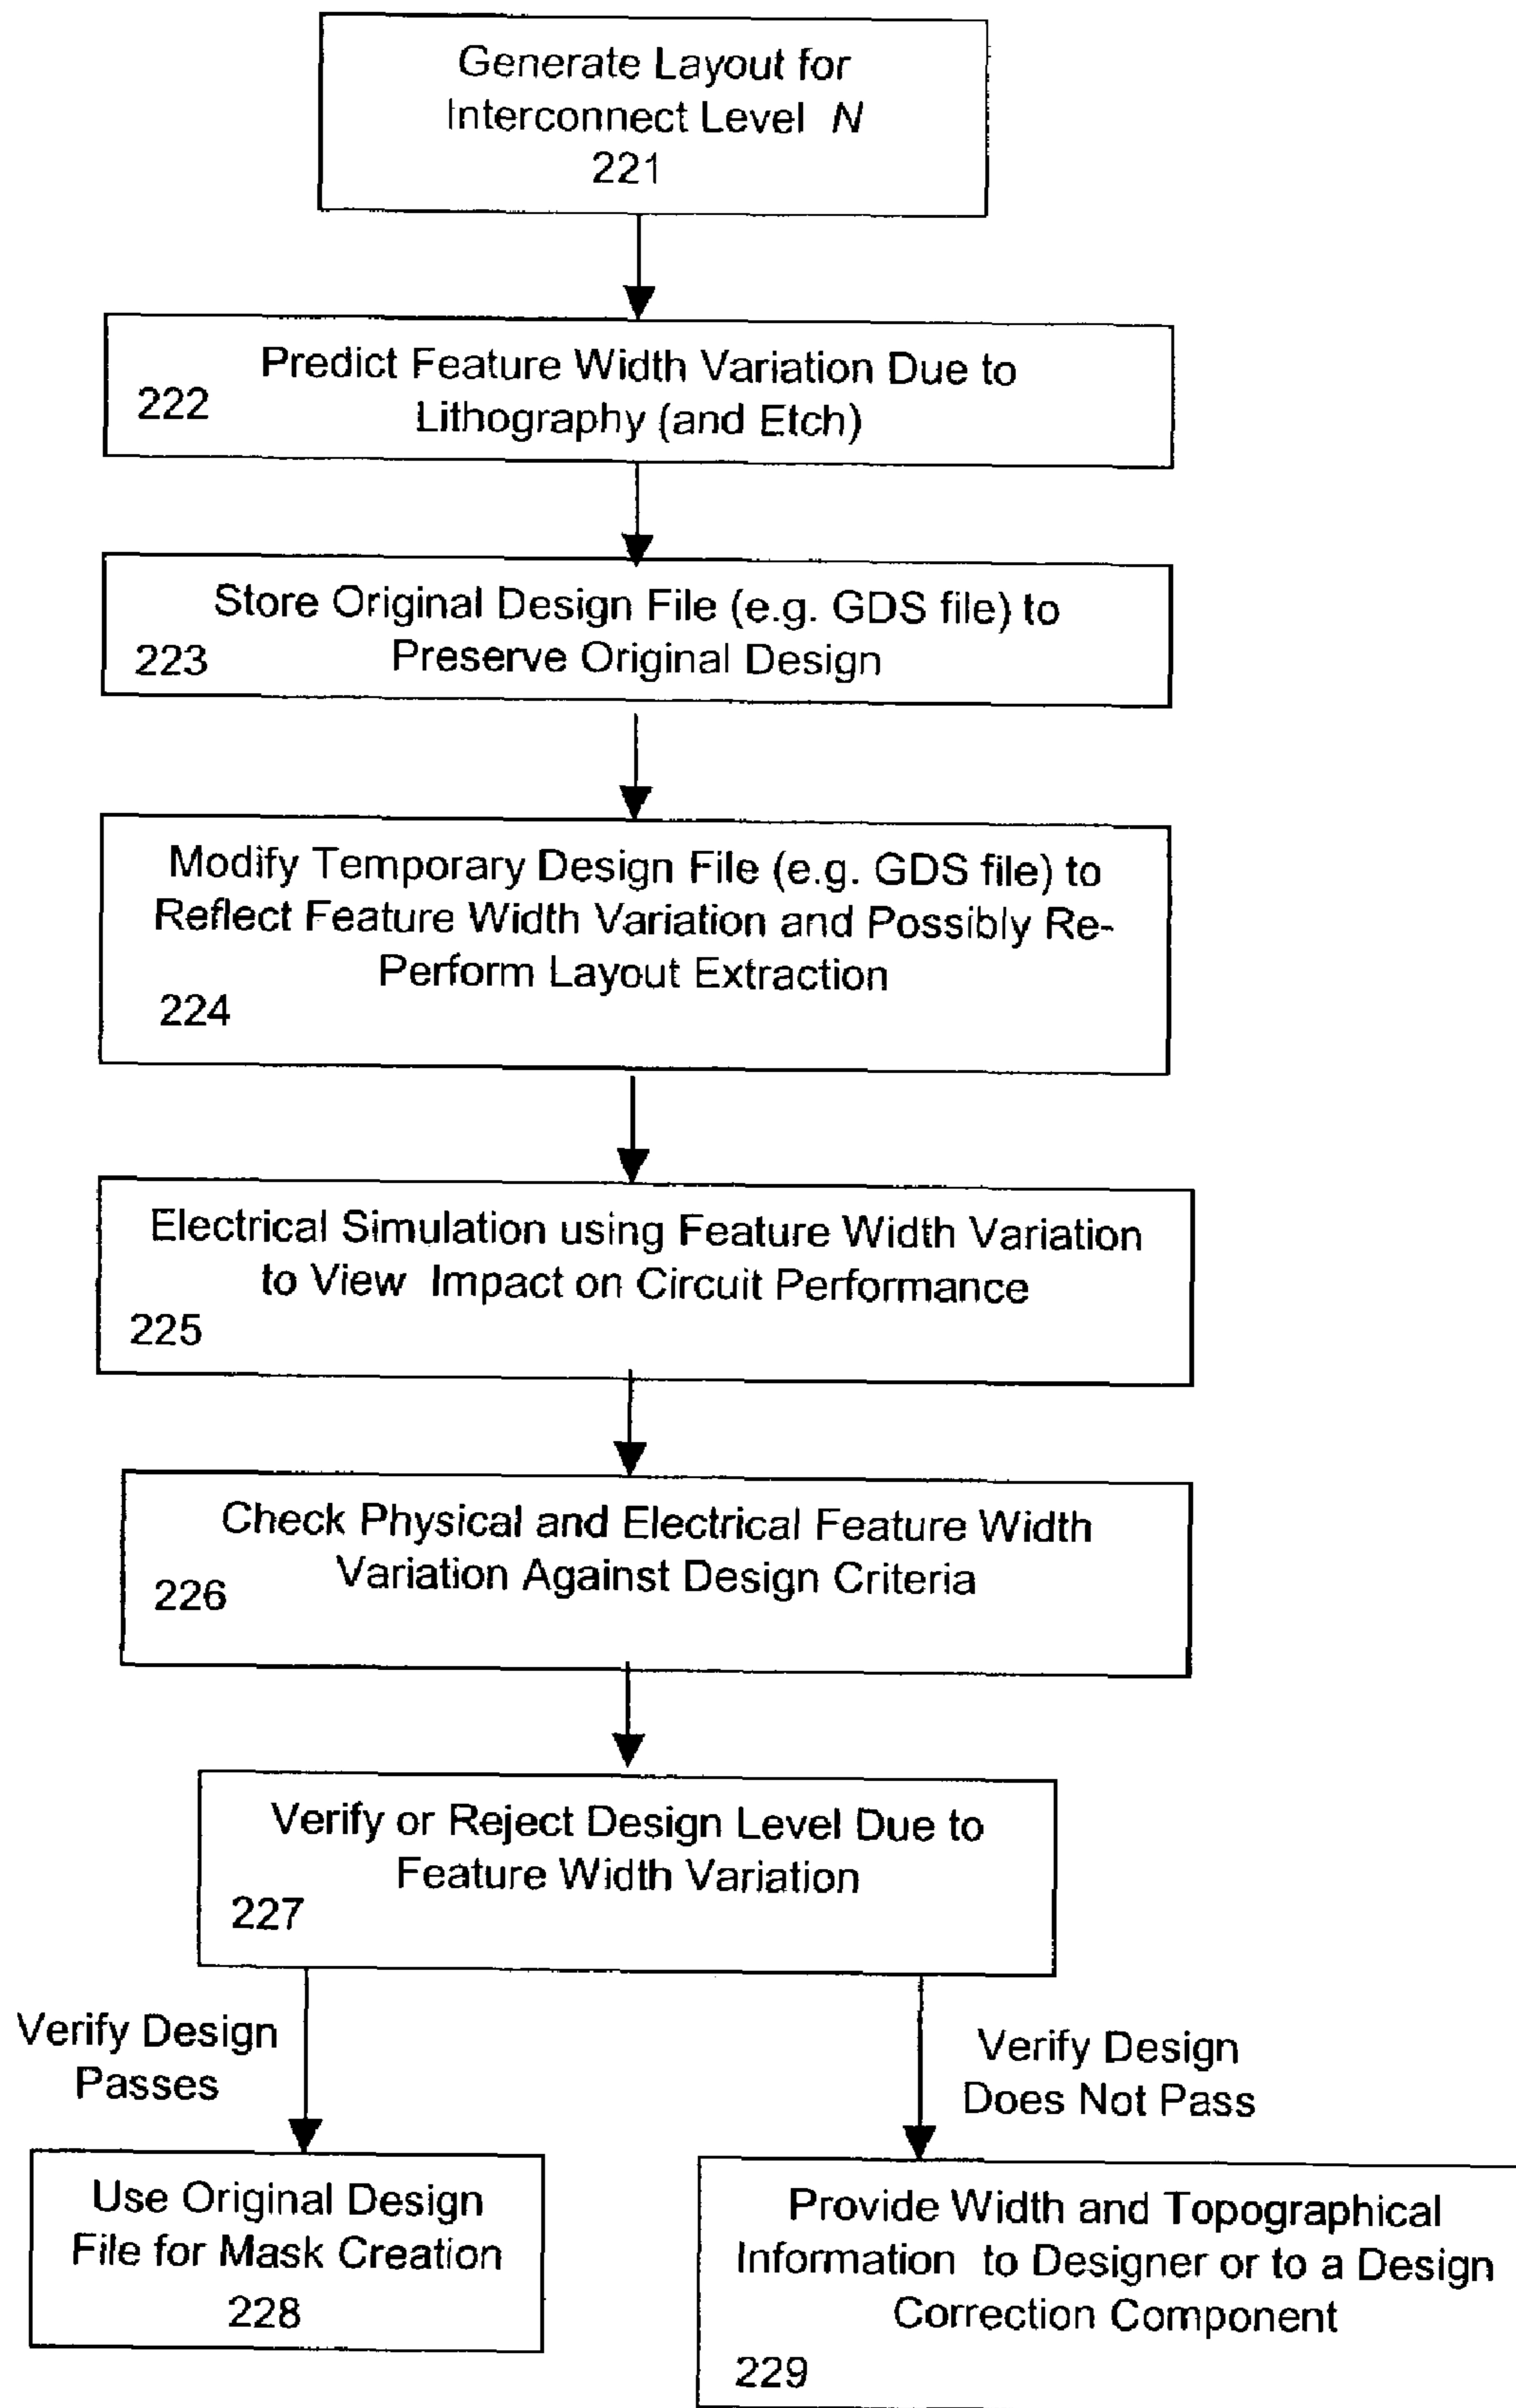 Generate Layout for
Interconnect Level N
221
Predict Feature Width Variation Due to
222
Lithography (and Etch)
Store Original Design File (e.g. GDS file) to
223
Preserve Original Design
Modify Temporary Design File (e.g. GDS file) to
Reflect Feature Width Variation and Possibly Re-
Perform Layout Extraction
224
Electrical Simulation using Feature Width Variation
to View Impact on Circuit Performance
225
Check Physical and Electrical Feature Width
Variation Against Design Criteria
226
Verify or Reject Design Level Due to
Feature Width Variation
227
Verify Design
Passes
Verify Design
Does Not Pass
Use Original Design
File for Mask Creation
228
Provide Width and Topographical
Information to Designer or to a Design
Correction Component
229